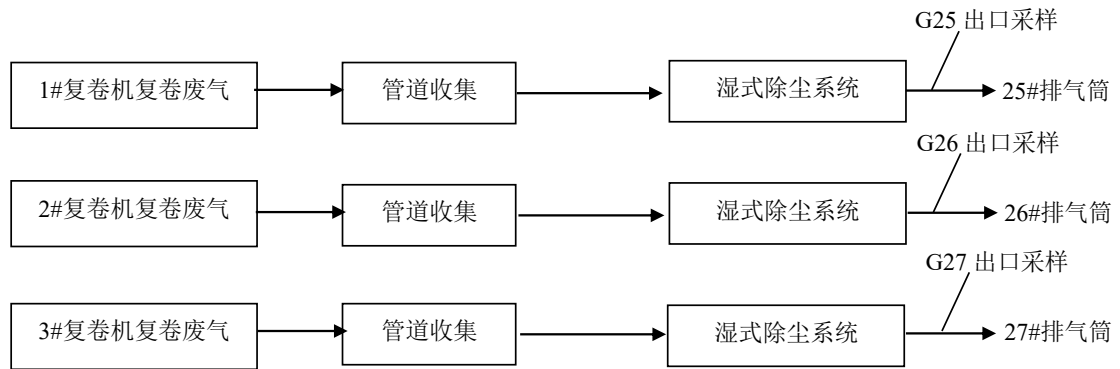 G25 出口采样
1#复卷机复卷废气
管道收集
湿式除尘系统
25#排气筒
G26 出口采样
2#复卷机复卷废气
管道收集
湿式除尘系统
26#排气筒
G27 出口采样
3#复卷机复卷废气
管道收集
湿式除尘系统
27#排气筒